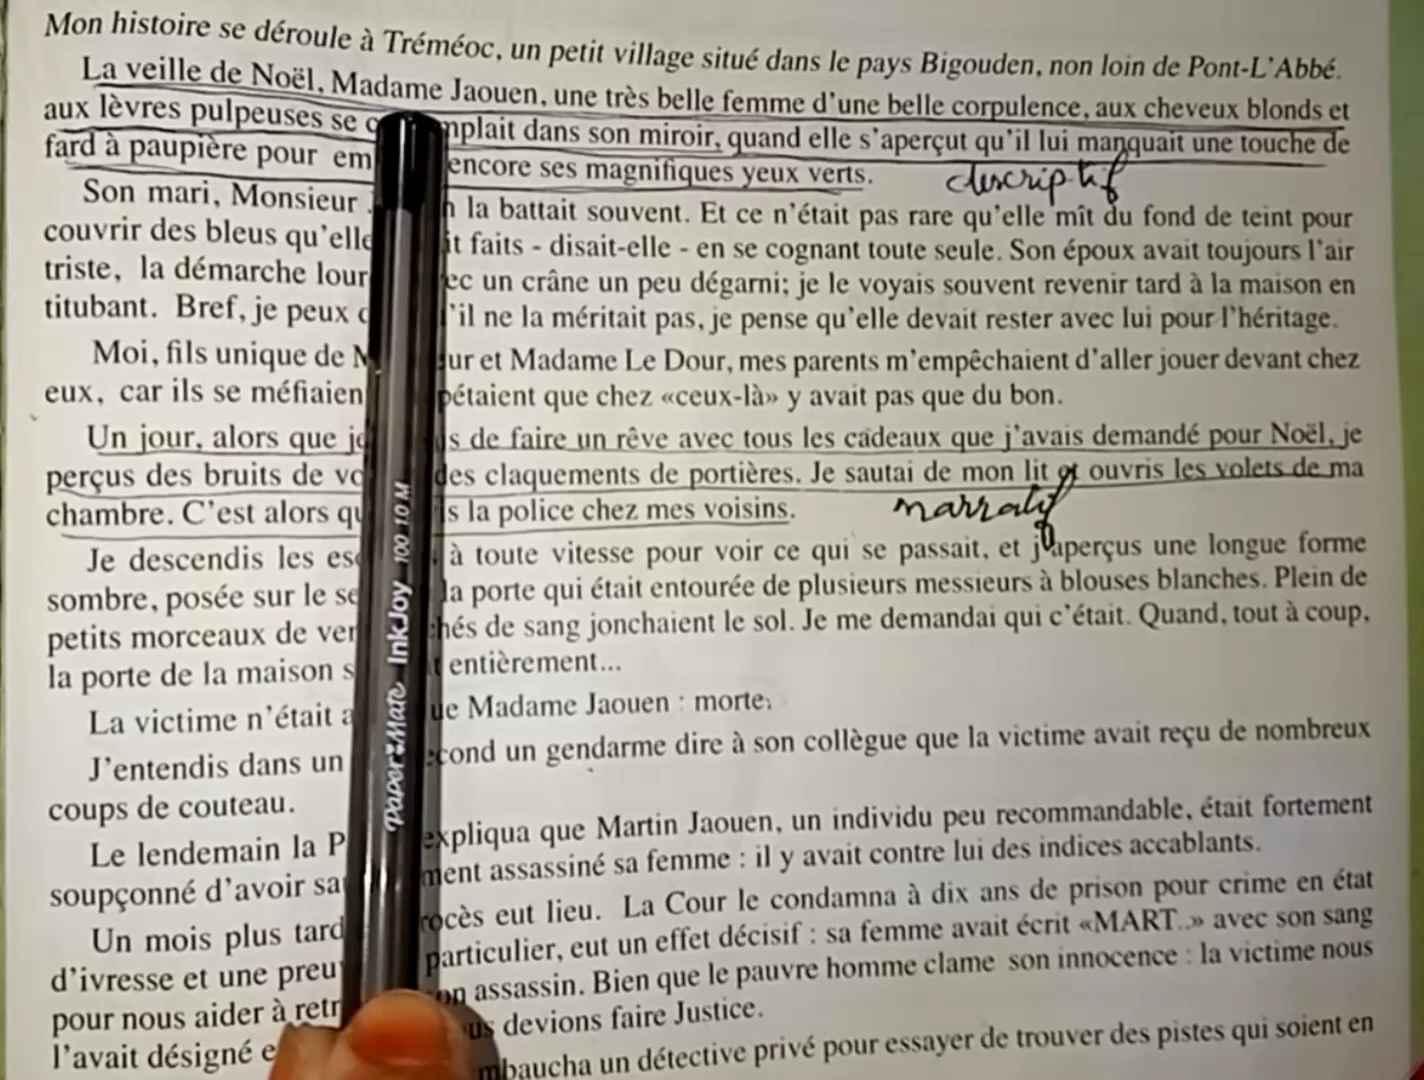 Mon histoire se déroule à Tréméoc, un petit village situé dans le pays Bigouden, non loin de Pont-L'Abbé.
La veille de Noël, Madame Jaouen, une très belle femme d'une belle corpulence, aux cheveux blonds et
aux lèvres pulpeuses se mplait dans son miroir, quand elle s'aperçut qu'il lui manquait une touche de
fard à paupière pour em encore ses magnifiques yeux verts.
descriptif
Son mari, Monsieur la battait souvent. Et ce n'était pas rare qu'elle mît du fond de teint pour
couvrir des bleus qu'elle it faits - disait-elle - en se cognant toute seule. Son époux avait toujours l'air
triste, la démarche lour ec un crâne un peu dégarni; je le voyais souvent revenir tard à la maison en
titubant. Bref, je peux 'il ne la méritait pas, je pense qu'elle devait rester avec lui pour l'héritage.
Moi, fils unique de M ur et Madame Le Dour, mes parents m'empêchaient d'aller jouer devant chez
eux, car ils se méfiaien pétaient que chez «ceux-là» y avait pas que du bon.
Un jour, alors que je s de faire un rêve avec tous les cadeaux que j'avais demandé pour Noël, je
perçus des bruits de vo des claquements de portières. Je sautai de mon lit et ouvris les volets de ma
chambre. C'est alors qu is la police chez mes voisins.
narratif
Je descendis les es à toute vitesse pour voir ce qui se passait, et j'aperçus une longue forme
sombre, posée sur le se la porte qui était entourée de plusieurs messieurs à blouses blanches. Plein de
petits morceaux de ver chés de sang jonchaient le sol. Je me demandai qui c'était. Quand, tout à coup,
la porte de la maison s t entièrement...
La victime n'était a ue Madame Jaouen : morte.
J'entendis dans un econd un gendarme dire à son collègue que la victime avait reçu de nombreux
coups de couteau.
Le lendemain la P expliqua que Martin Jaouen, un individu peu recommandable, était fortement
soupçonné d'avoir sa ment assassiné sa femme : il y avait contre lui des indices accablants.
Un mois plus tard rocès eut lieu. La Cour le condamna à dix ans de prison pour crime en état
d'ivresse et une preu particulier, eut un effet décisif : sa femme avait écrit «MART..» avec son sang
pour nous aider à retr on assassin. Bien que le pauvre homme clame son innocence : la victime nous
l'avait désigné e us devions faire Justice.
mbaucha un détective privé pour essayer de trouver des pistes qui soient en
PaperMate InkJoy 100 1.0 M